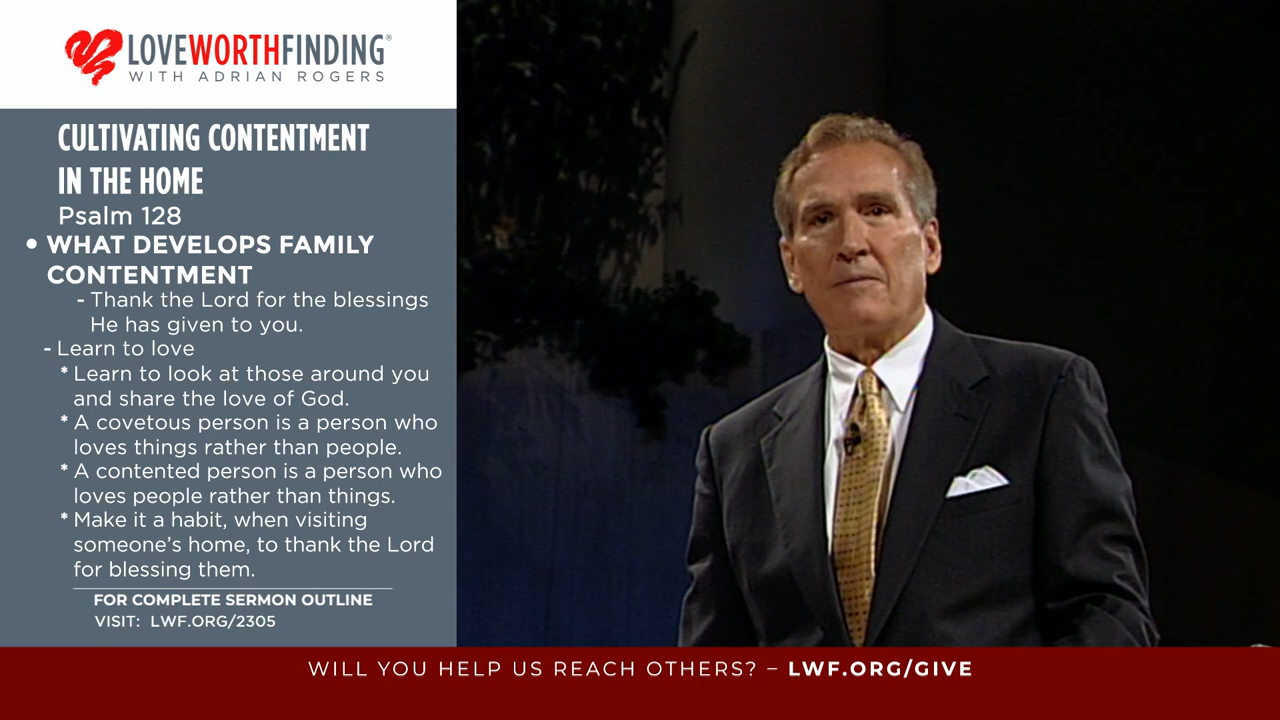 LOVEWORTHFINDING®
WITH ADRIAN ROGERS
CULTIVATING CONTENTMENT
IN THE HOME
Psalm 128
• WHAT DEVELOPS FAMILY
CONTENTMENT
- Thank the Lord for the blessings
He has given to you.
- Learn to love
* Learn to look at those around you
and share the love of God.
* A covetous person is a person who
loves things rather than people.
* A contented person is a person who
loves people rather than things.
* Make it a habit, when visiting
someone’s home, to thank the Lord
for blessing them.
FOR COMPLETE SERMON OUTLINE
VISIT: LWF.ORG/2305
WILL YOU HELP US REACH OTHERS? – LWF.ORG/GIVE